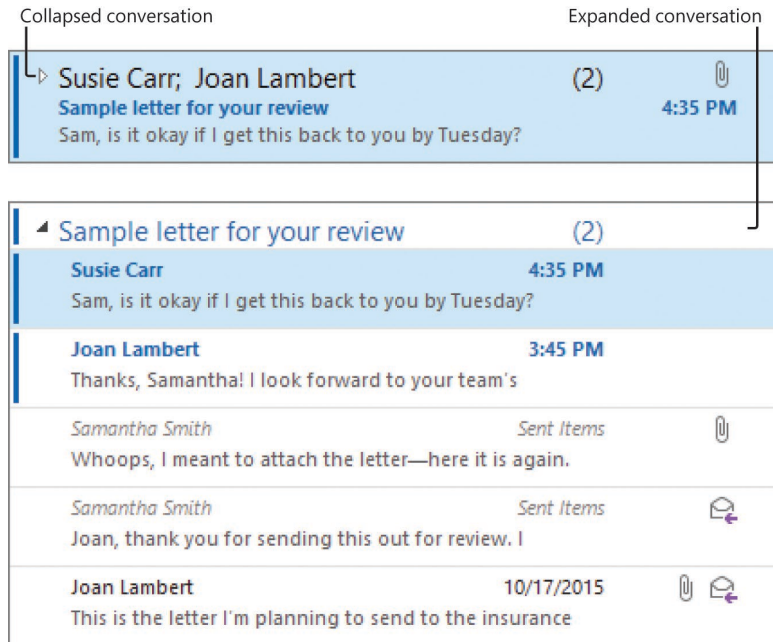 Collapsed conversation Expanded conversation
Susie Carr; Joan Lambert (2)
Sample letter for your review 4:35 PM
Sam, is it okay if I get this back to you by Tuesday?
Sample letter for your review (2)
Susie Carr 4:35 PM
Sam, is it okay if I get this back to you by Tuesday?
Joan Lambert 3:45 PM
Thanks, Samantha! I look forward to your team's
Samantha Smith Sent Items
Whoops, I meant to attach the letter—here it is again.
Samantha Smith Sent Items
Joan, thank you for sending this out for review. I
Joan Lambert 10/17/2015
This is the letter I'm planning to send to the insurance